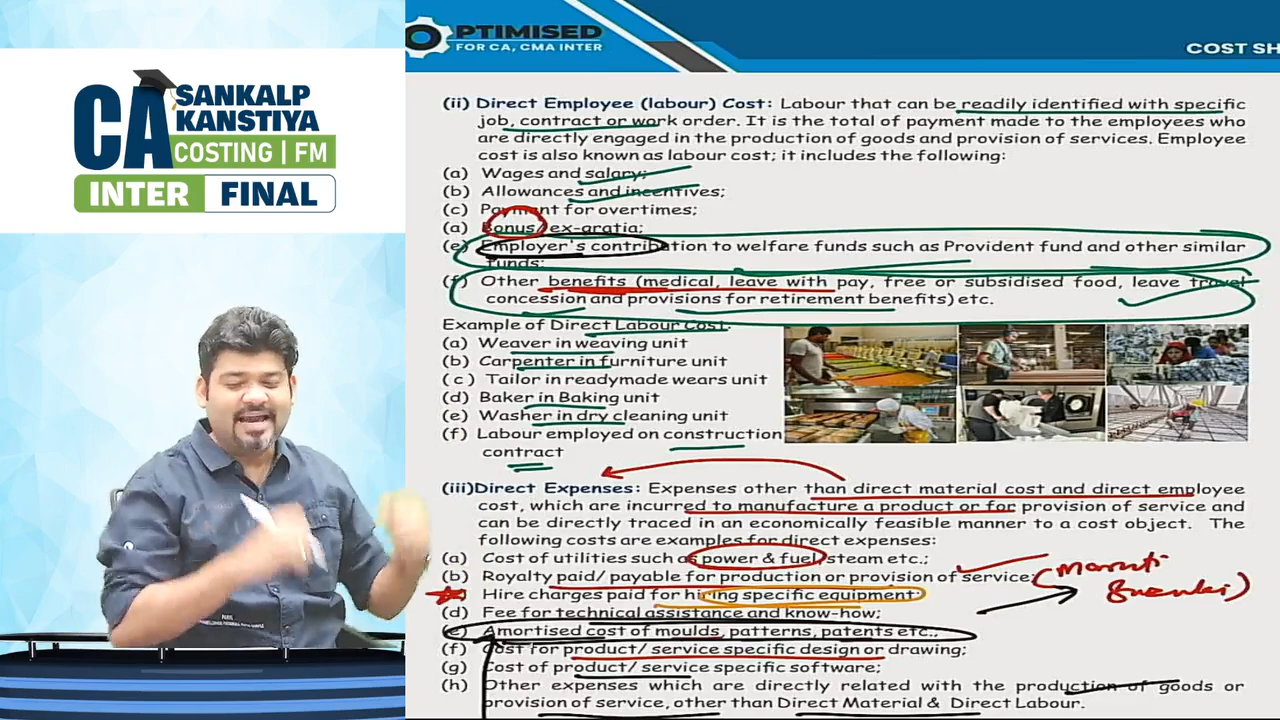 PTIMISED
FOR CA, CMA INTER
COST SH
CA
SANKALP
KANSTIYA
COSTING | FM
INTER FINAL
(ii) Direct Employee (labour) Cost: Labour that can be readily identified with specific
job, contract or work order. It is the total of payment made to the employees who
are directly engaged in the production of goods and provision of services. Employee
cost is also known as labour cost; it includes the following:
(a) Wages and salary;
(b) Allowances and incentives;
(c) Payment for overtimes;
(a) Bonus/ ex-gratia;
(e) Employer's contribution to welfare funds such as Provident fund and other similar
funds;
(f) Other benefits (medical, leave with pay, free or subsidised food, leave travel
concession and provisions for retirement benefits) etc.
Example of Direct Labour Cost:
(a) Weaver in weaving unit
(b) Carpenter in furniture unit
(c) Tailor in readymade wears unit
(d) Baker in Baking unit
(e) Washer in dry cleaning unit
(f) Labour employed on construction
contract
(iii)Direct Expenses: Expenses other than direct material cost and direct employee
cost, which are incurred to manufacture a product or for provision of service and
can be directly traced in an economically feasible manner to a cost object. The
following costs are examples for direct expenses:
(a) Cost of utilities such as power & fuel, steam etc.;
(b) Royalty paid/ payable for production or provision of service;
(Maruti
Suzuki)
(c) Hire charges paid for hiring specific equipment;
(d) Fee for technical assistance and know-how;
(e) Amortised cost of moulds, patterns, patents etc.;
(f) Cost for product/ service specific design or drawing;
(g) Cost of product/ service specific software;
(h) Other expenses which are directly related with the production of goods or
provision of service, other than Direct Material & Direct Labour.